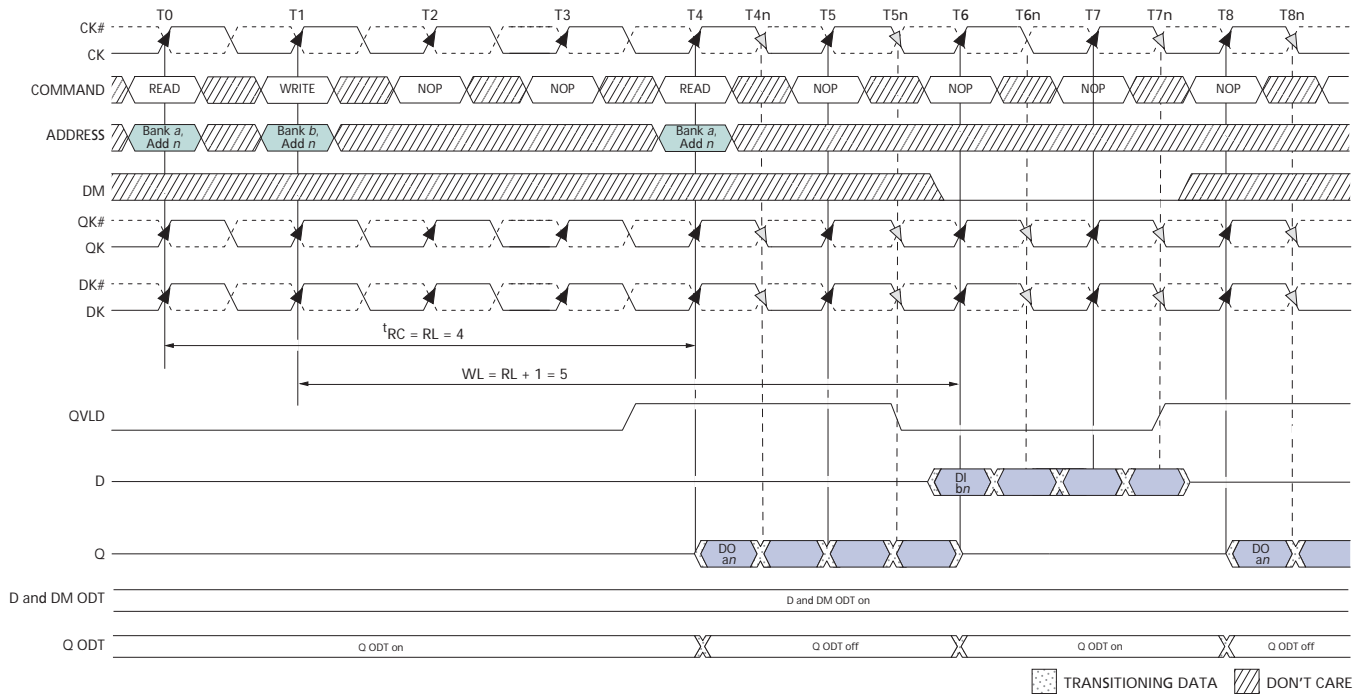 T0 T1 T2 T3 T4 T4n T5 T5n T6 T6n T7 T7n T8 T8n
CK#
CK
COMMAND READ WRITE NOP NOP READ NOP NOP NOP NOP
ADDRESS Bank a, Add n Bank b, Add n Bank a, Add n
DM
QK#
QK
DK#
DK
tRC = RL = 4
WL = RL + 1 = 5
QVLD
D DI bn
Q DO an DO an
D and DM ODT D and DM ODT on
Q ODT Q ODT on Q ODT off Q ODT on Q ODT off
TRANSITIONING DATA DON'T CARE